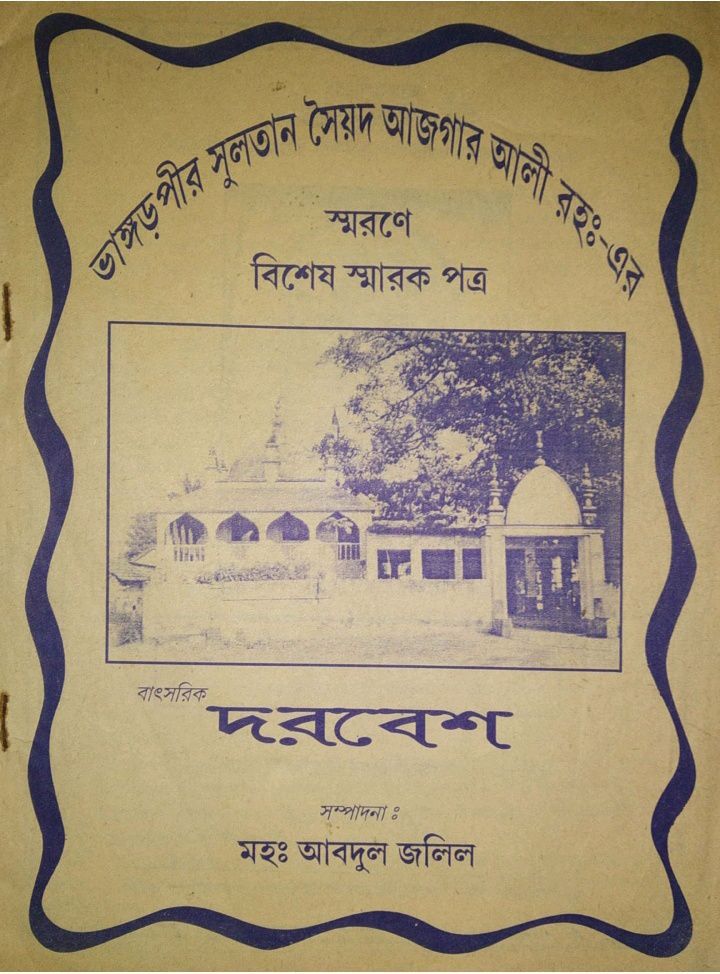 ভাঙ্গড়পীর সুলতান সৈয়দ আজগার আলী রহঃ-এর
স্মরণে
বিশেষ স্মারক পত্র
বাৎসরিক
দরবেশ
সম্পাদনা ঃ
মহঃ আবদুল জলিল